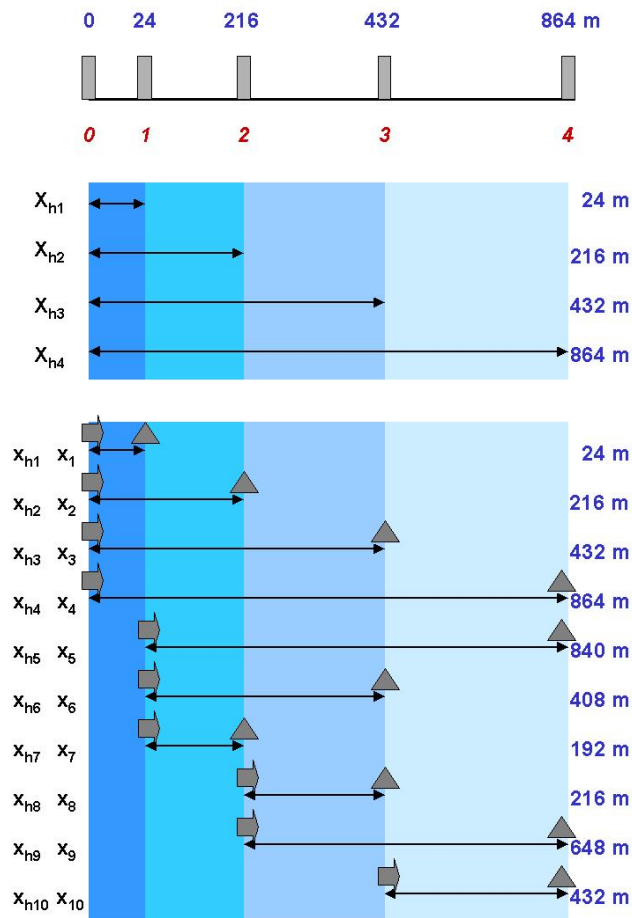 0 24 216 432 864 m
0 1 2 3 4
Xh1 24 m
Xh2 216 m
Xh3 432 m
Xh4 864 m
xh1 x1 24 m
xh2 x2 216 m
xh3 x3 432 m
xh4 x4 864 m
xh5 x5 840 m
xh6 x6 408 m
xh7 x7 192 m
xh8 x8 216 m
xh9 x9 648 m
xh10 x10 432 m